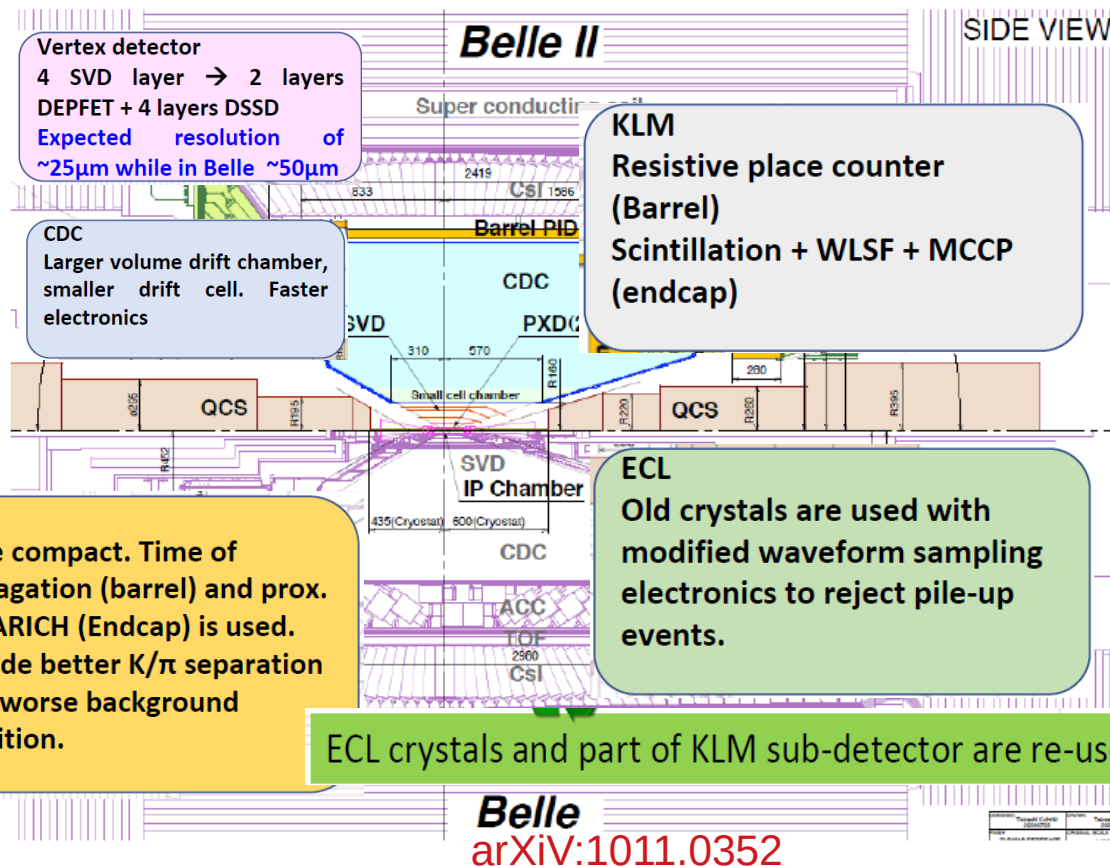 Belle II
SIDE VIEW
Vertex detector
4 SVD layer → 2 layers
DEPFET + 4 layers DSSD
Expected resolution of
~25μm while in Belle ~50μm
Super conducting coil
KLM
Resistive place counter
(Barrel)
Scintillation + WLSF + MCCP
(endcap)
2419
833
CsI
1586
Barrel PID
CDC
Larger volume drift chamber,
smaller drift cell. Faster
electronics
CDC
SVD
PXD(2
310
570
R160
280
Small cell chamber
ø295
QCS
R195
R220
QCS
R260
R395
R452
SVD
IP Chamber
435(Cryostat)
600(Cryostat)
CDC
ECL
Old crystals are used with
modified waveform sampling
electronics to reject pile-up
events.
e compact. Time of
agation (barrel) and prox.
ARICH (Endcap) is used.
de better K/π separation
worse background
ition.
ACC
TOF
2960
CsI
ECL crystals and part of KLM sub-detector are re-us
Belle
arXiV:1011.0352